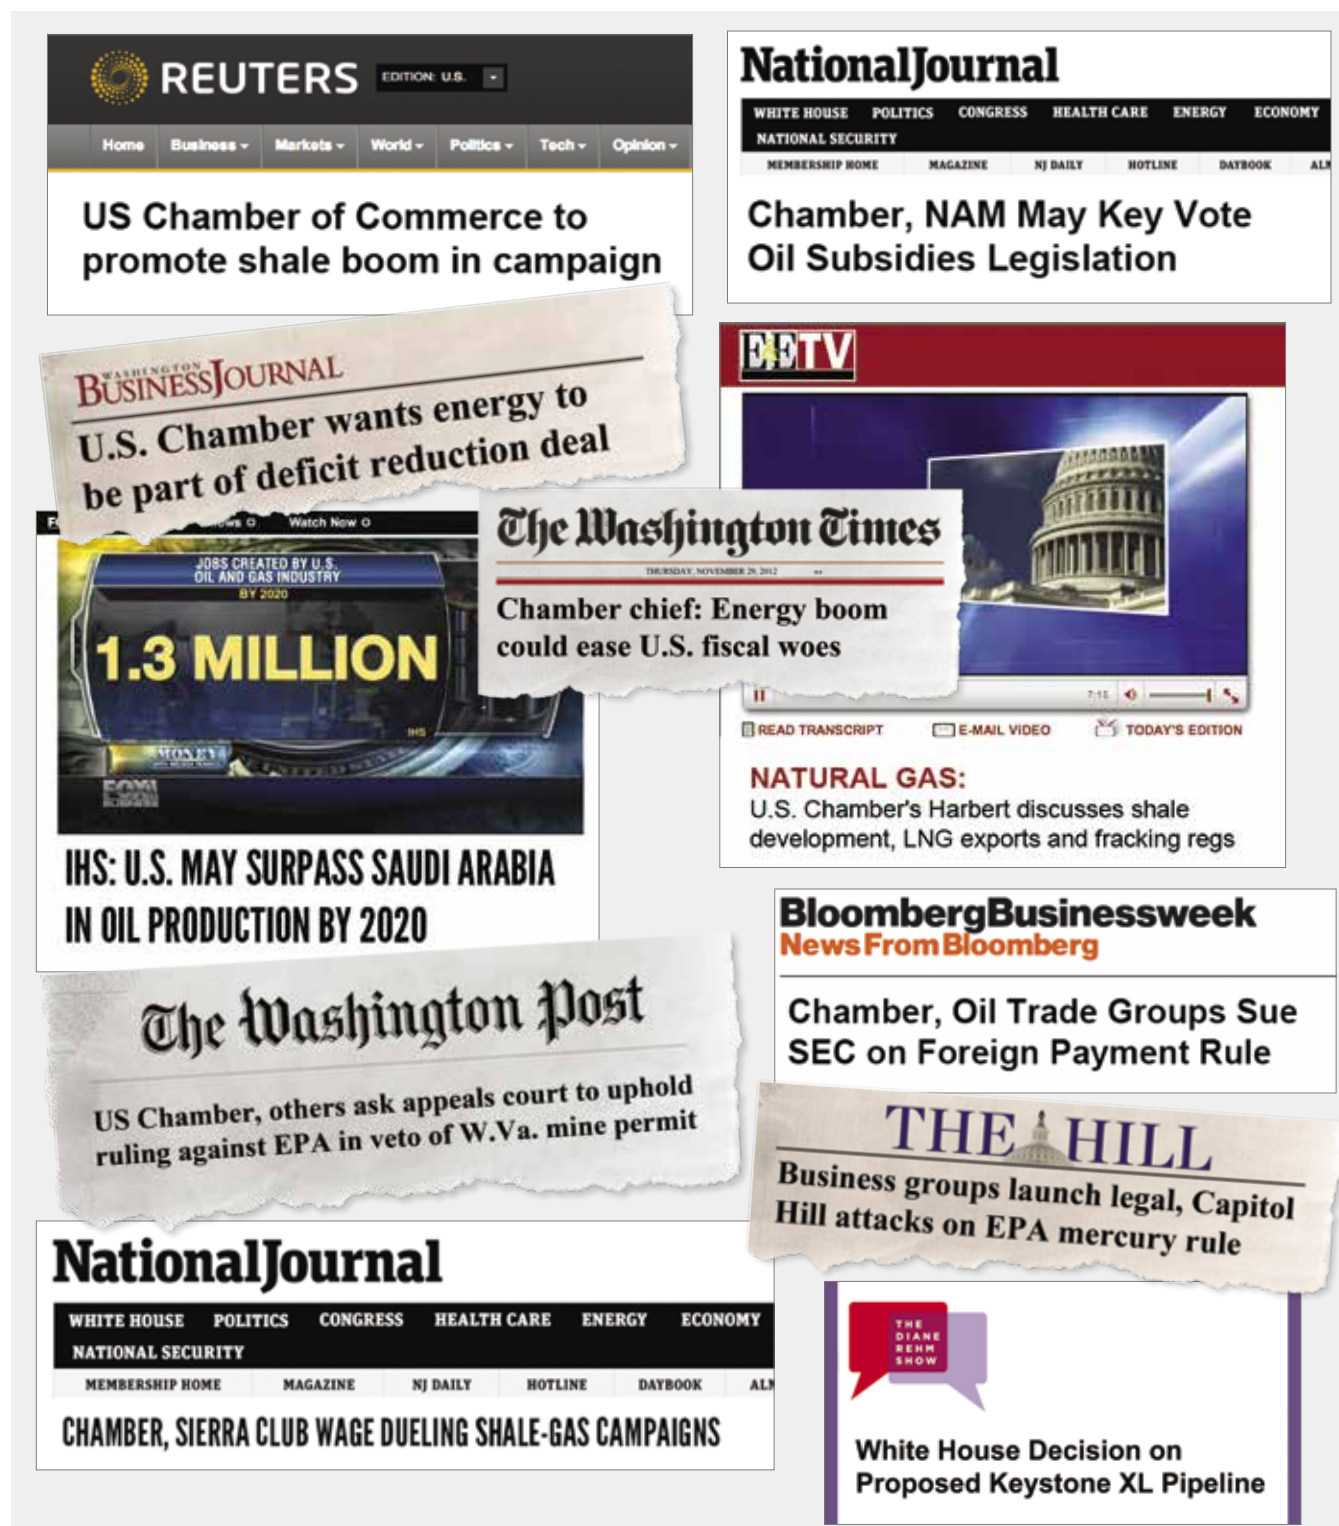 REUTERS
EDITION: U.S.
Home Business Markets World Politics Tech Opinion
US Chamber of Commerce to
promote shale boom in campaign
NationalJournal
WHITE HOUSE POLITICS CONGRESS HEALTH CARE ENERGY ECONOMY
NATIONAL SECURITY
MEMBERSHIP HOME MAGAZINE NJ DAILY HOTLINE DAYBOOK
Chamber, NAM May Key Vote
Oil Subsidies Legislation
WASHINGTON
BUSINESS JOURNAL
U.S. Chamber wants energy to
be part of deficit reduction deal
E&ETV
7:15
READ TRANSCRIPT E-MAIL VIDEO TODAY'S EDITION
NATURAL GAS:
U.S. Chamber's Harbert discusses shale
development, LNG exports and fracking regs
The Washington Times
THURSDAY, NOVEMBER 29, 2012
Chamber chief: Energy boom
could ease U.S. fiscal woes
Watch Now
JOBS CREATED BY U.S.
OIL AND GAS INDUSTRY
BY 2020
1.3 MILLION
IHS
MONEY
FOX
IHS: U.S. MAY SURPASS SAUDI ARABIA
IN OIL PRODUCTION BY 2020
BloombergBusinessweek
News From Bloomberg
Chamber, Oil Trade Groups Sue
SEC on Foreign Payment Rule
The Washington Post
US Chamber, others ask appeals court to uphold
ruling against EPA in veto of W.Va. mine permit
THE HILL
Business groups launch legal, Capitol
Hill attacks on EPA mercury rule
NationalJournal
WHITE HOUSE POLITICS CONGRESS HEALTH CARE ENERGY ECONOMY
NATIONAL SECURITY
MEMBERSHIP HOME MAGAZINE NJ DAILY HOTLINE DAYBOOK
CHAMBER, SIERRA CLUB WAGE DUELING SHALE-GAS CAMPAIGNS
THE
DIANE
REHM
SHOW
White House Decision on
Proposed Keystone XL Pipeline